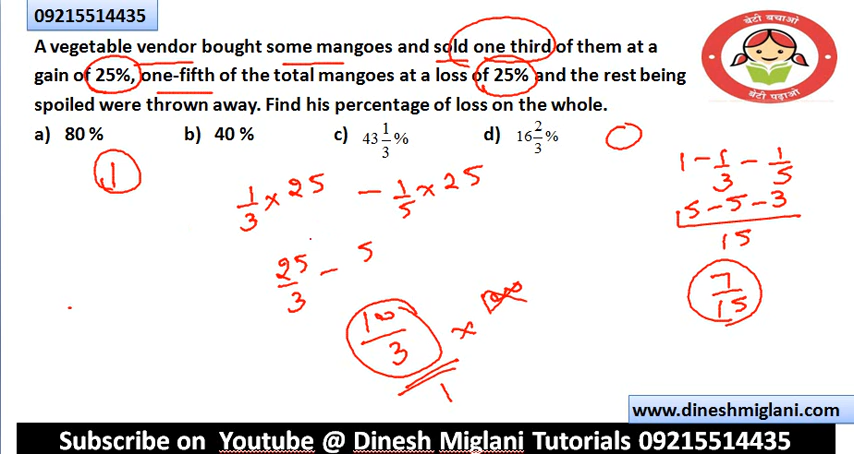 09215514435
A vegetable vendor bought some mangoes and sold one third of them at a
gain of 25%, one-fifth of the total mangoes at a loss of 25% and the rest being
spoiled were thrown away. Find his percentage of loss on the whole.
a) 80 % b) 40 % c) 43 1/3 % d) 16 2/3 %
बेटी बचाओ
बेटी पढ़ाओ
1
1/3 × 25 − 1/5 × 25
25/3 − 5
10/3 ×
1 − 1/3 − 1/5
15 − 5 − 3
15
7/15
www.dineshmiglani.com
Subscribe on Youtube @ Dinesh Miglani Tutorials 09215514435